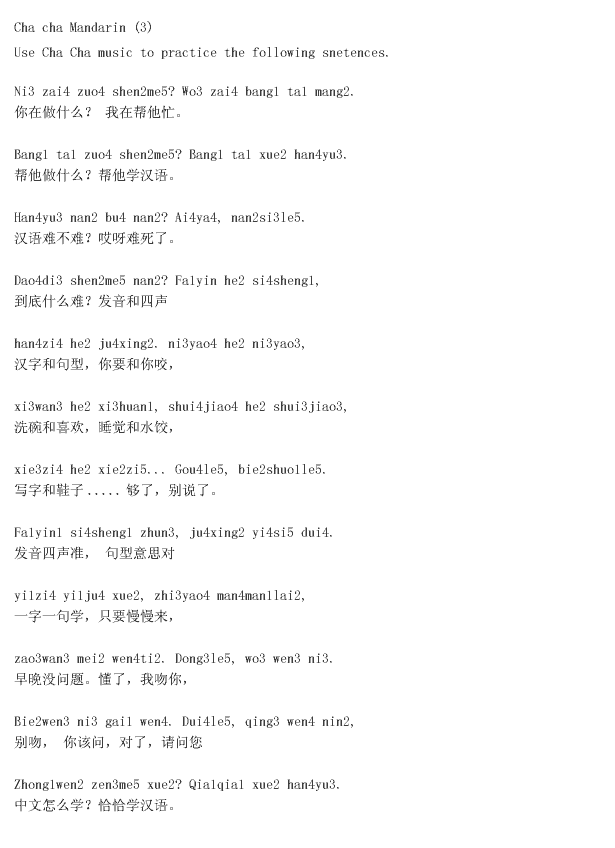 Cha cha Mandarin (3)
Use Cha Cha music to practice the following snetences.
Ni3 zai4 zuo4 shen2me5? Wo3 zai4 bang1 ta1 mang2.
你在做什么？ 我在帮他忙。
Bang1 ta1 zuo4 shen2me5? Bang1 ta1 xue2 han4yu3.
帮他做什么？帮他学汉语。
Han4yu3 nan2 bu4 nan2? Ai4ya4, nan2si3le5.
汉语难不难？哎呀难死了。
Dao4di3 shen2me5 nan2? Fa1yin he2 si4sheng1,
到底什么难？发音和四声
han4zi4 he2 ju4xing2. ni3yao4 he2 ni3yao3,
汉字和句型，你要和你咬，
xi3wan3 he2 xi3huan1, shui4jiao4 he2 shui3jiao3,
洗碗和喜欢，睡觉和水饺，
xie3zi4 he2 xie2zi5... Gou4le5, bie2shuo1le5.
写字和鞋子.....够了，别说了。
Fa1yin1 si4sheng1 zhun3, ju4xing2 yi4si5 dui4.
发音四声准， 句型意思对
yi1zi4 yi1ju4 xue2, zhi3yao4 man4man1lai2,
一字一句学，只要慢慢来，
zao3wan3 mei2 wen4ti2. Dong3le5, wo3 wen3 ni3.
早晚没问题。懂了，我吻你，
Bie2wen3 ni3 gai1 wen4. Dui4le5, qing3 wen4 nin2,
别吻， 你该问，对了，请问您
Zhong1wen2 zen3me5 xue2? Qia1qia1 xue2 han4yu3.
中文怎么学？恰恰学汉语。